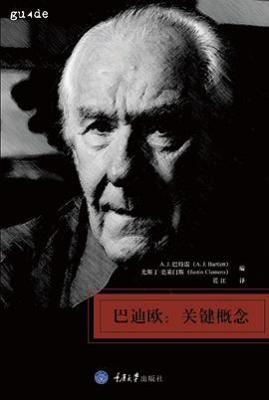 gu4de
A. J. 巴特雷 (A. J. Bartlett)
尤斯丁·克莱门斯 (Justin Clemens) 编
蓝 江 译
巴迪欧：关键概念
重庆大学出版社